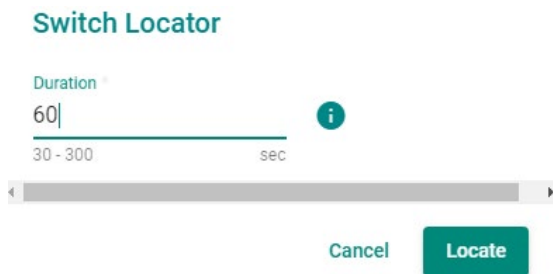 Switch Locator
Duration *
60
30 - 300 sec
Cancel Locate